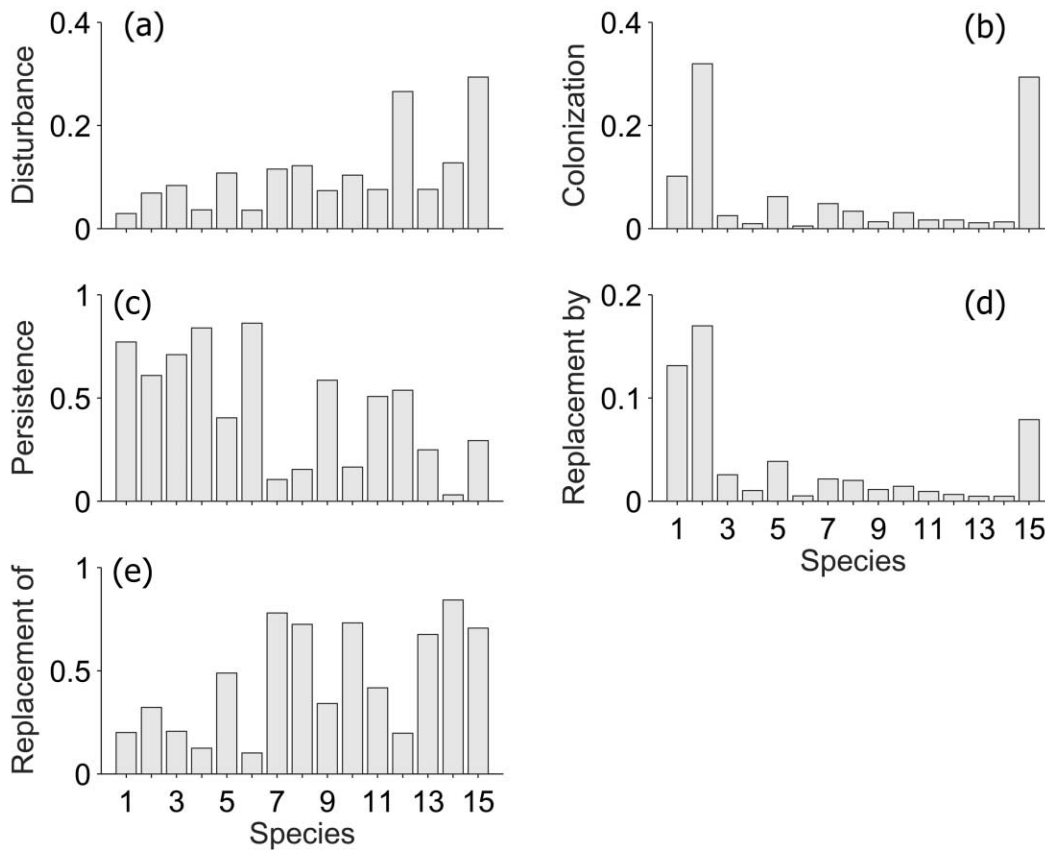 (a)
Disturbance
0.4
0.2
0
(b)
Colonization
0.4
0.2
0
(c)
Persistence
1
0.5
0
(d)
Replacement by
0.2
0.1
0
1 3 5 7 9 11 13 15
Species
(e)
Replacement of
1
0.5
0
1 3 5 7 9 11 13 15
Species